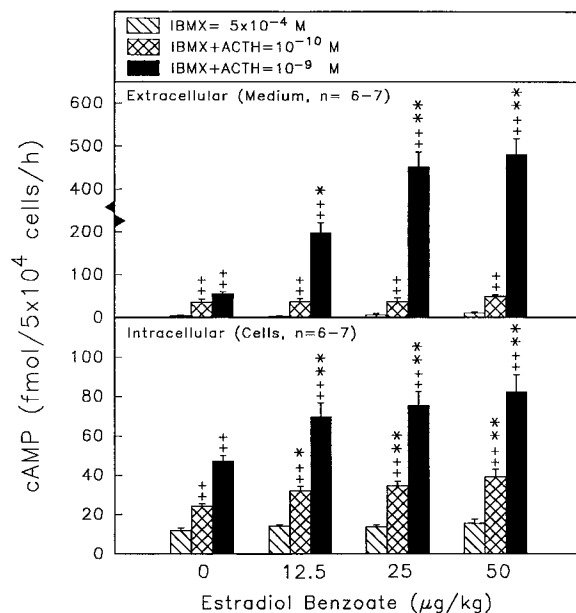 IBMX= 5x10⁻⁴ M
IBMX+ACTH=10⁻¹⁰ M
IBMX+ACTH=10⁻⁹ M
Extracellular (Medium, n= 6-7)
600
500
400
200
100
0
++ ++ ++ *++ ++ **++ ++ **++
Intracellular (Cells, n=6-7)
100
80
60
40
20
0
++ ++ *++ **++ **++ **++ **++ **++
cAMP (fmol/5x10⁴ cells/h)
0 12.5 25 50
Estradiol Benzoate (μg/kg)